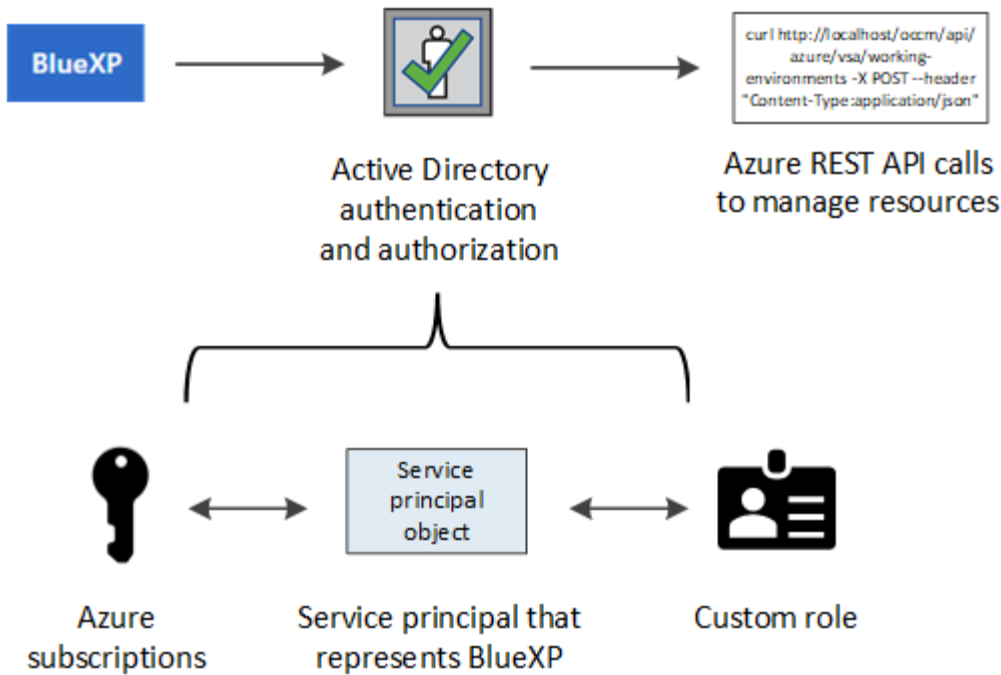 BlueXP
curl http://localhost/occm/api/
azure/vsa/working-
environments -X POST --header
"Content-Type:application/json"
Active Directory
authentication
and authorization
Azure REST API calls
to manage resources
Service
principal
object
Azure
subscriptions
Service principal that
represents BlueXP
Custom role